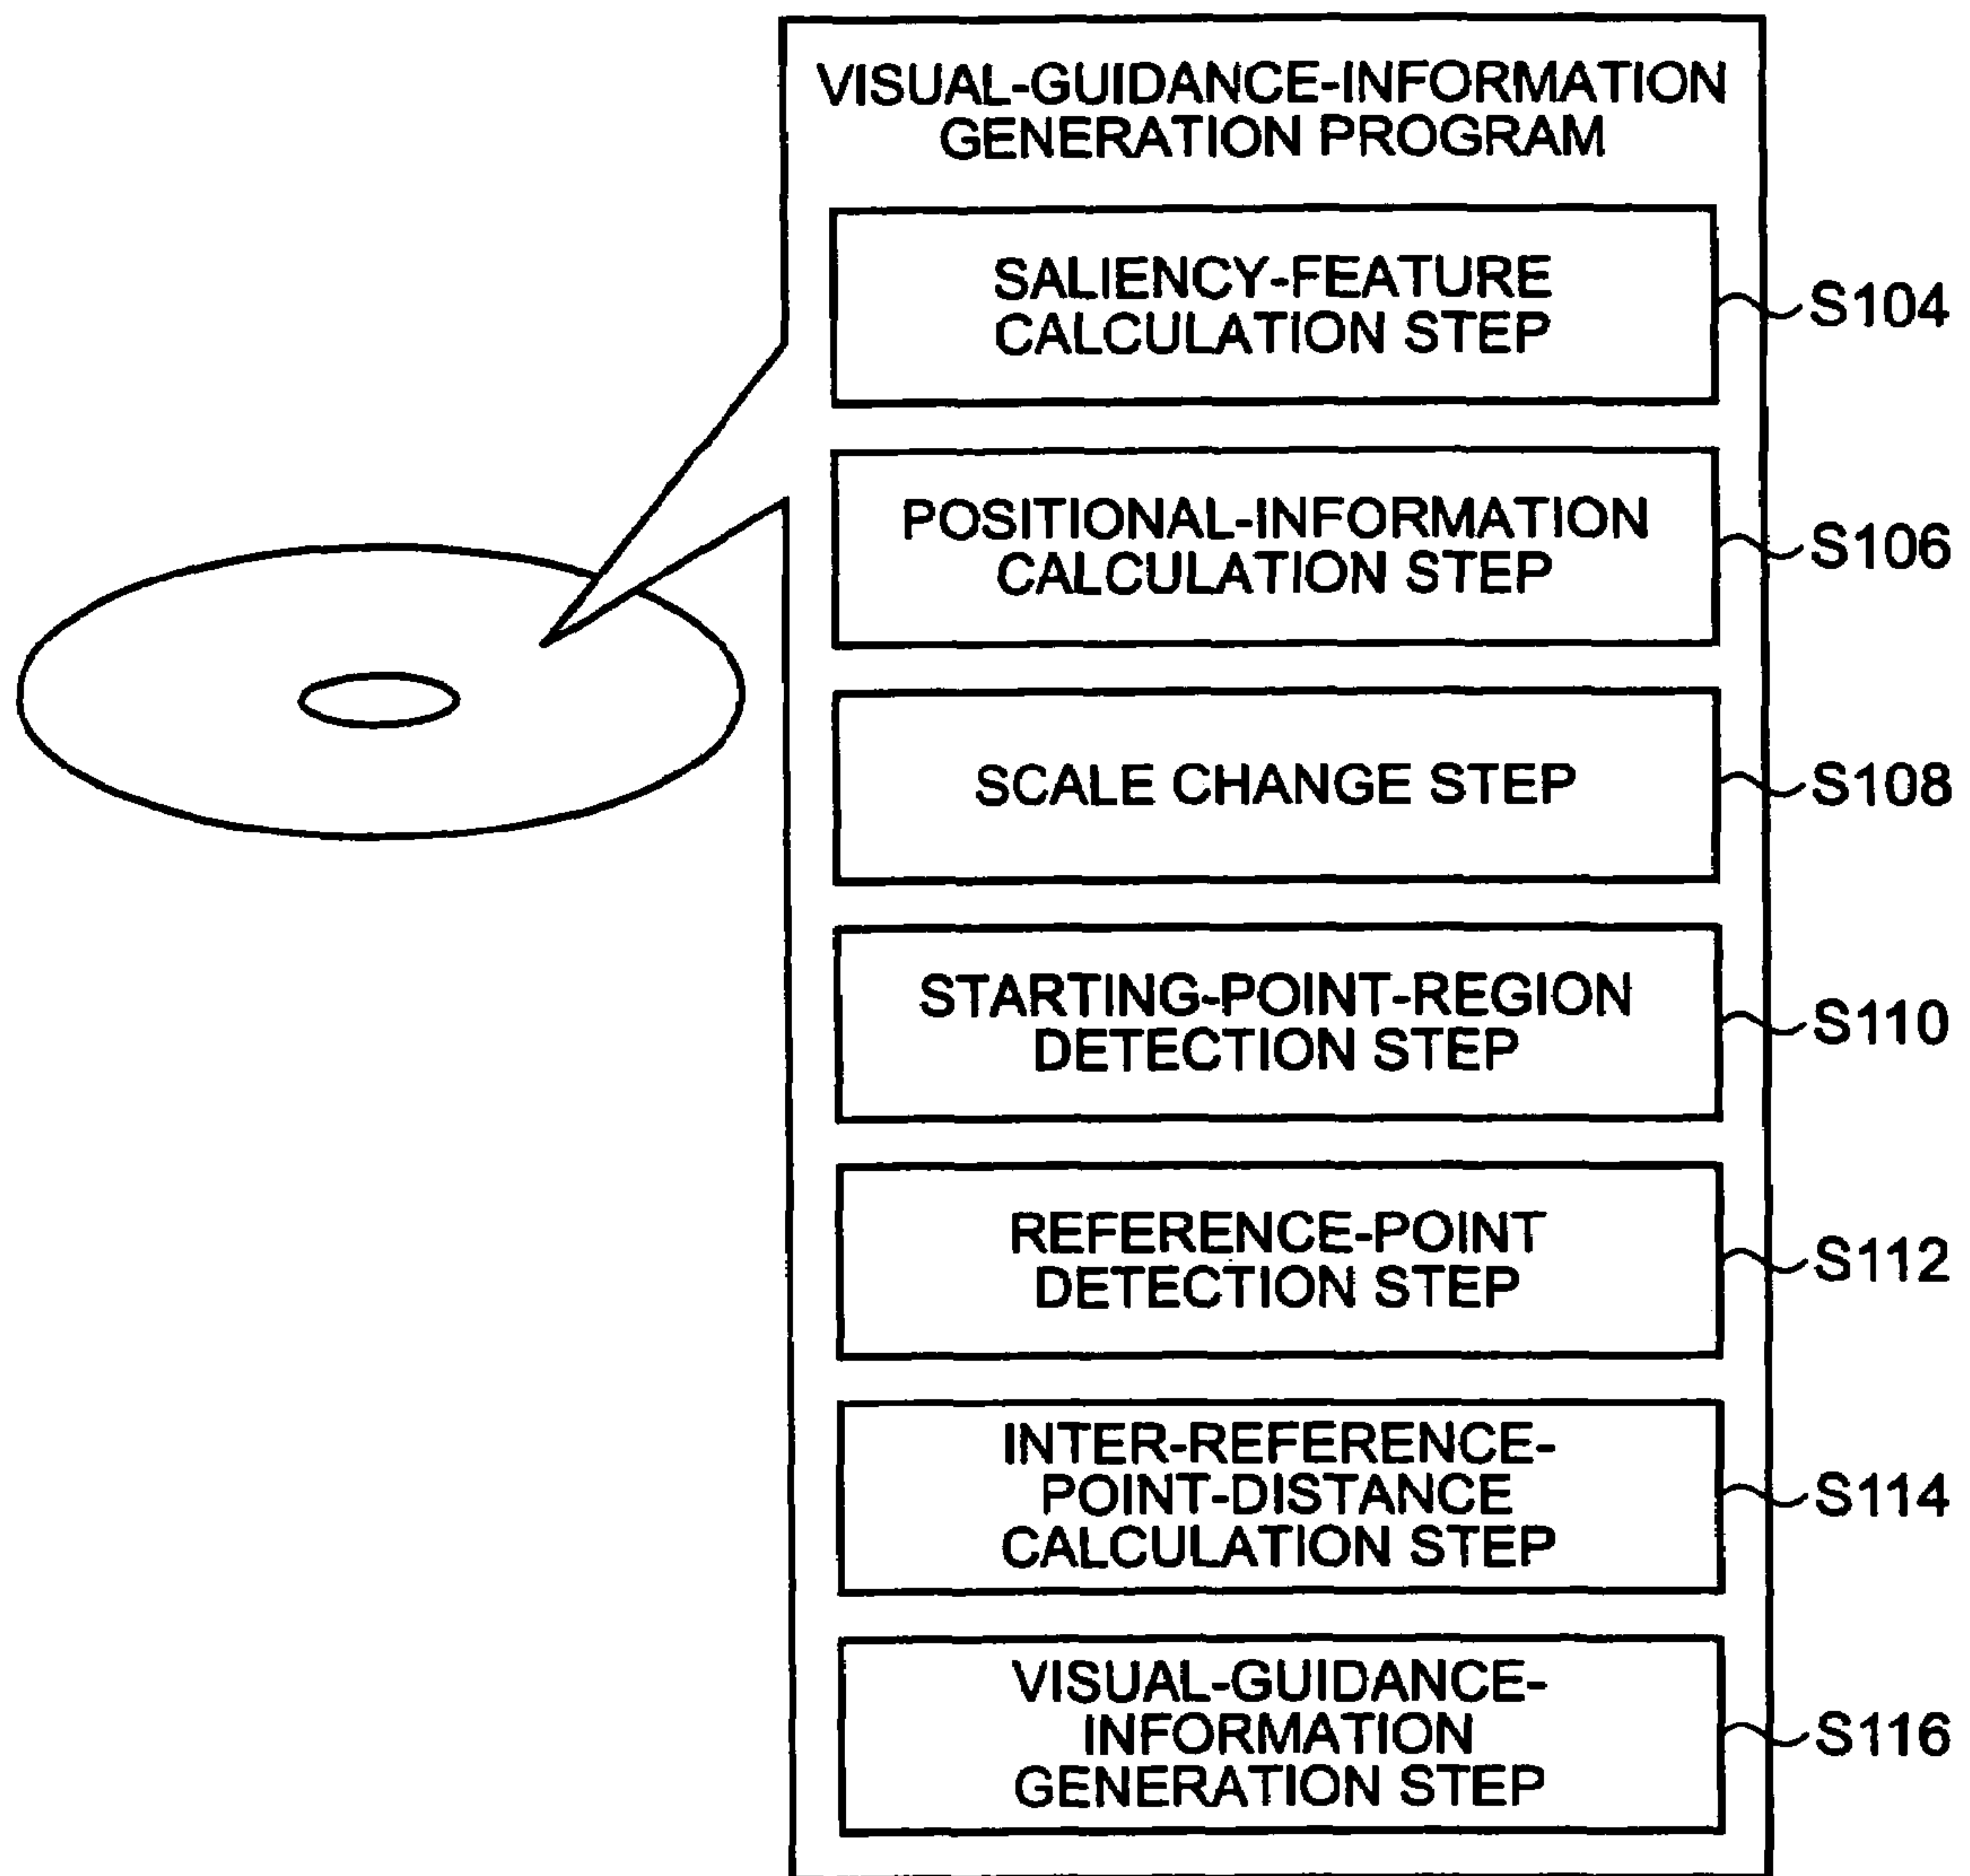 VISUAL-GUIDANCE-INFORMATION
GENERATION PROGRAM
SALIENCY-FEATURE
CALCULATION STEP
S104
POSITIONAL-INFORMATION
CALCULATION STEP
S106
SCALE CHANGE STEP
S108
STARTING-POINT-REGION
DETECTION STEP
S110
REFERENCE-POINT
DETECTION STEP
S112
INTER-REFERENCE-
POINT-DISTANCE
CALCULATION STEP
S114
VISUAL-GUIDANCE-
INFORMATION
GENERATION STEP
S116